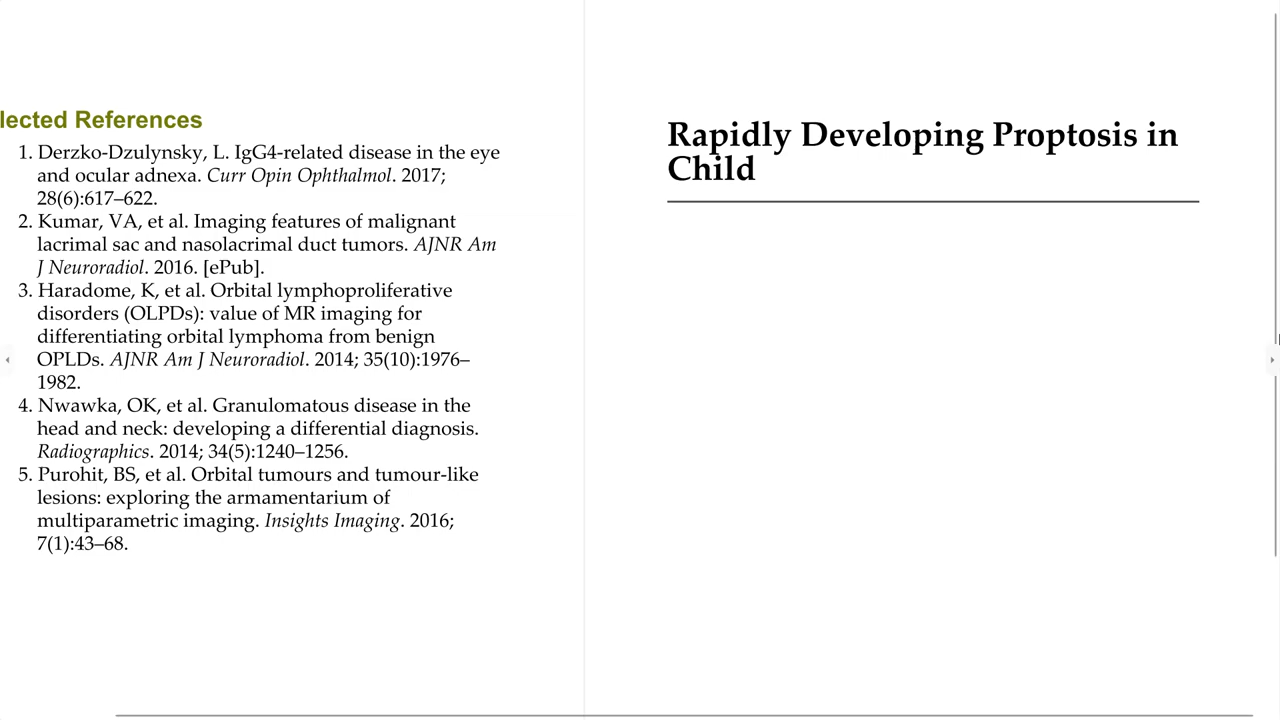 lected References
1. Derzko-Dzulynsky, L. IgG4-related disease in the eye
and ocular adnexa. Curr Opin Ophthalmol. 2017;
28(6):617–622.
2. Kumar, VA, et al. Imaging features of malignant
lacrimal sac and nasolacrimal duct tumors. AJNR Am
J Neuroradiol. 2016. [ePub].
3. Haradome, K, et al. Orbital lymphoproliferative
disorders (OLPDs): value of MR imaging for
differentiating orbital lymphoma from benign
OPLDs. AJNR Am J Neuroradiol. 2014; 35(10):1976–
1982.
4. Nwawka, OK, et al. Granulomatous disease in the
head and neck: developing a differential diagnosis.
Radiographics. 2014; 34(5):1240–1256.
5. Purohit, BS, et al. Orbital tumours and tumour-like
lesions: exploring the armamentarium of
multiparametric imaging. Insights Imaging. 2016;
7(1):43–68.
Rapidly Developing Proptosis in
Child